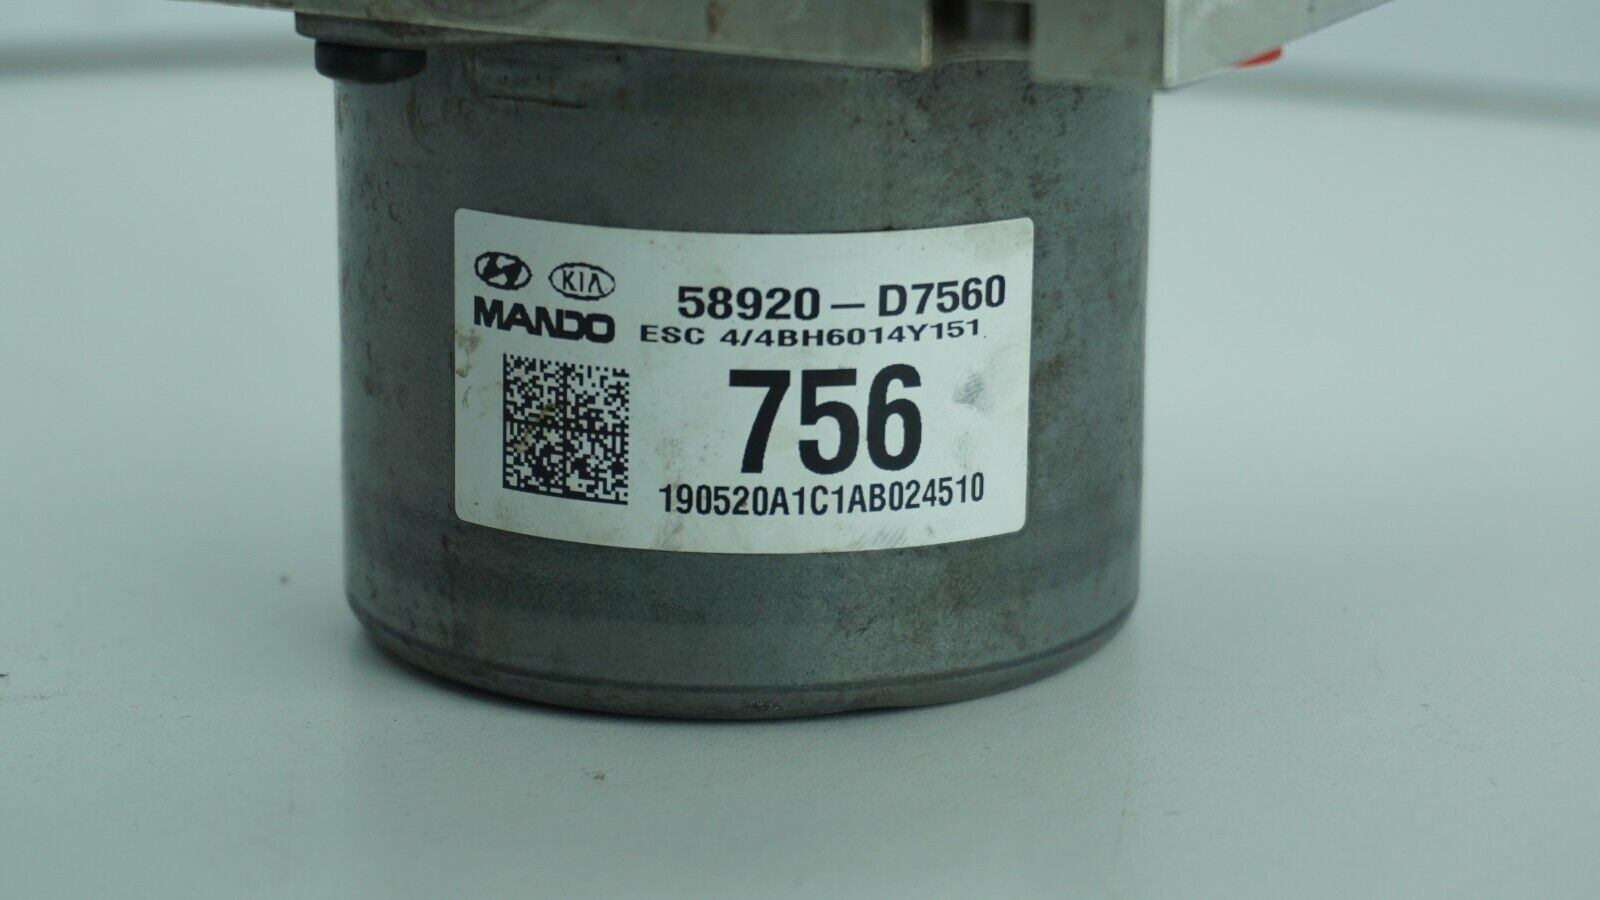 KIA
MANDO
58920 – D7560
ESC 4/4BH6014Y151
756
190520A1C1AB024510